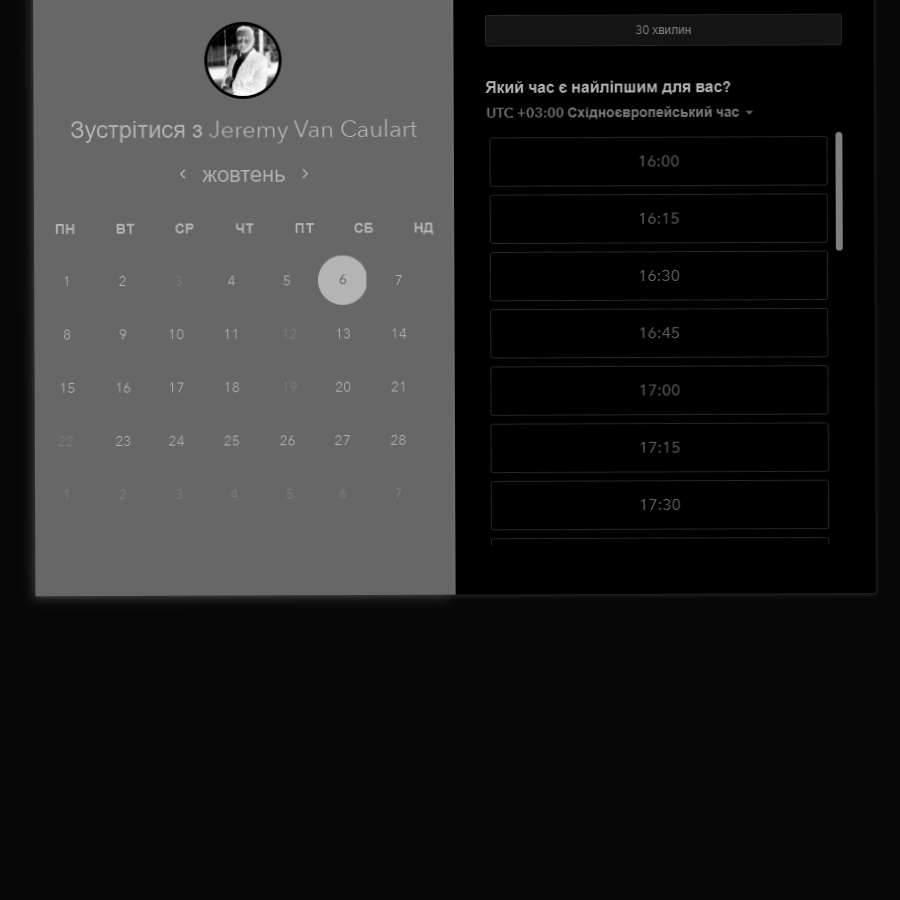 Зустрітися з Jeremy Van Caulart
жовтень
ПН ВТ СР ЧТ ПТ СБ НД
1 2 3 4 5 6 7
8 9 10 11 12 13 14
15 16 17 18 19 20 21
22 23 24 25 26 27 28
1 2 3 4 5 6 7
30 хвилин
Який час є найліпшим для вас?
UTC +03:00 Східноєвропейський час
16:00
16:15
16:30
16:45
17:00
17:15
17:30